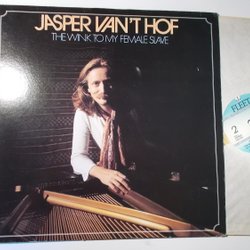 JASPER VAN'T HOF
THE WINK TO MY FEMALE SLAVE
FLEET
2